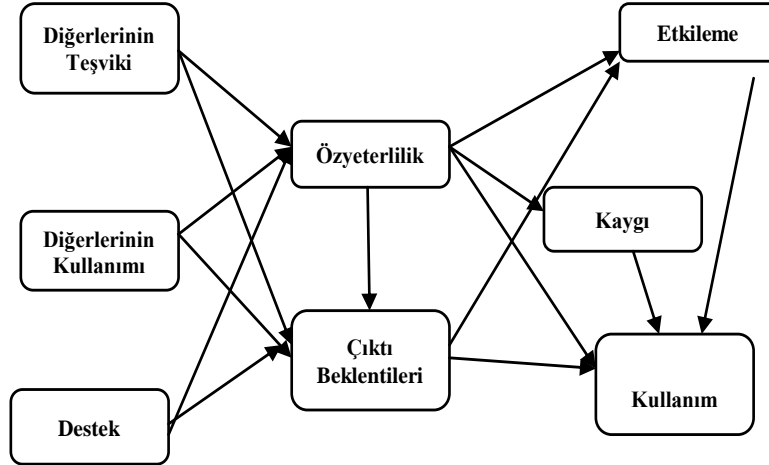 Diğerlerinin
Teşviki
Etkileme
Özyeterlilik
Diğerlerinin
Kullanımı
Kaygı
Çıktı
Beklentileri
Kullanım
Destek